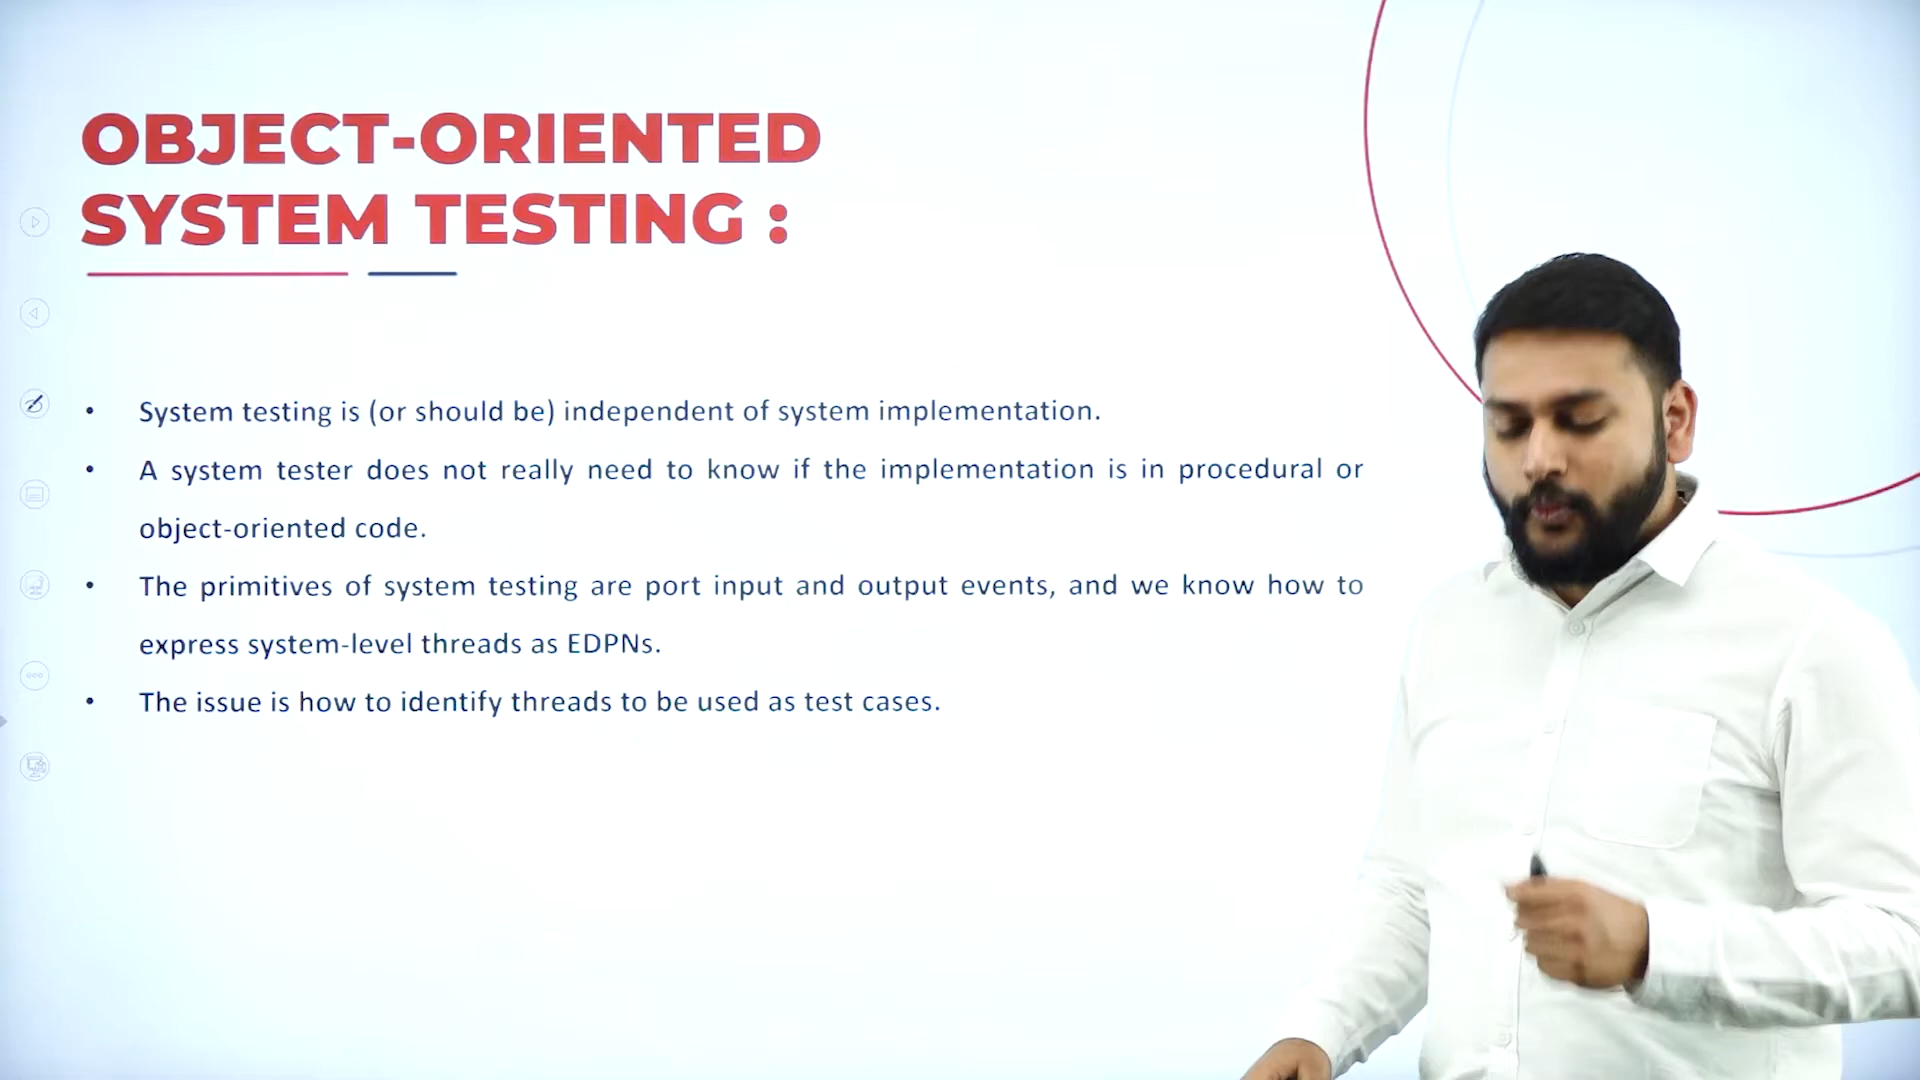 OBJECT-ORIENTED
SYSTEM TESTING :
• System testing is (or should be) independent of system implementation.
• A system tester does not really need to know if the implementation is in procedural or
object-oriented code.
• The primitives of system testing are port input and output events, and we know how to
express system-level threads as EDPNs.
• The issue is how to identify threads to be used as test cases.